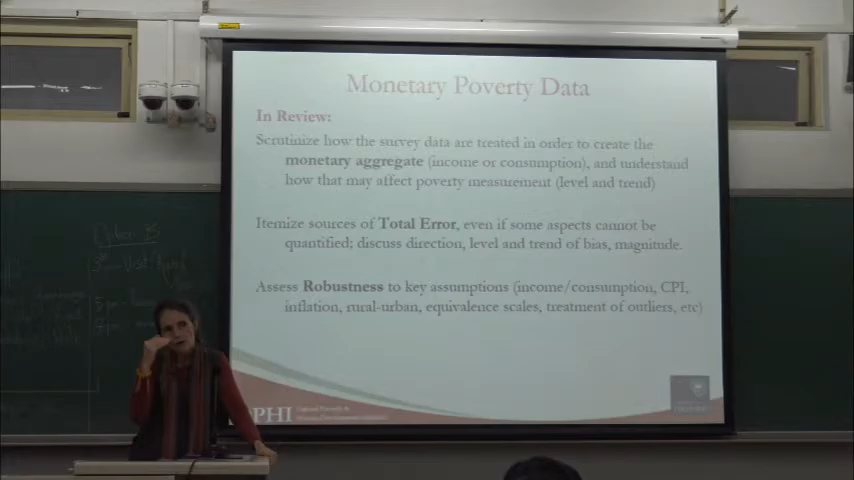 Monetary Poverty Data
In Review:
Scrutinize how the survey data are treated in order to create the
monetary aggregate (income or consumption), and understand
how that may affect poverty measurement (level and trend)
Itemize sources of Total Error, even if some aspects cannot be
quantified; discuss direction, level and trend of bias, magnitude.
Assess Robustness to key assumptions (income/consumption, CPI,
inflation, rural-urban, equivalence scales, treatment of outliers, etc)
PHI
Option